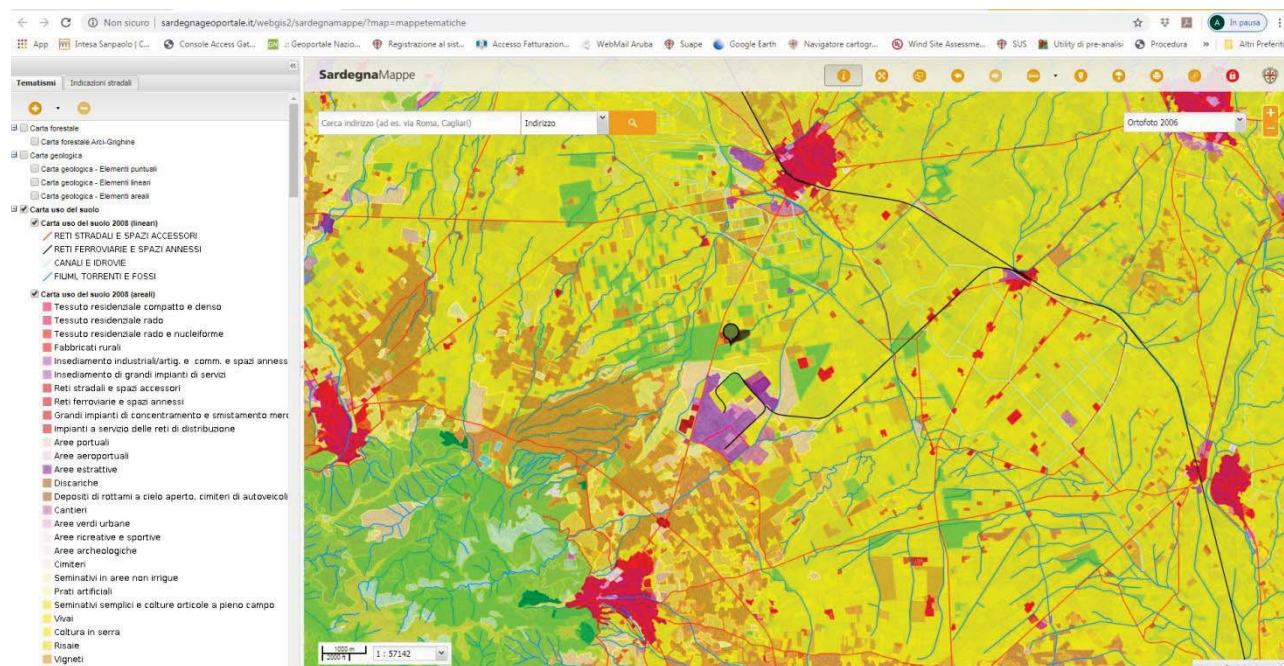 Non sicuro | sardegnageoportale.it/webgis2/sardegnamappe/?map=mappetematiche
A In pausa
App
Intesa Sanpaolo | C...
Console Access Gat...
.: Geoportale Nazio...
Registrazione al sist...
Accesso Fatturazion...
WebMail Aruba
Suape
Google Earth
Navigatore cartogr...
Wind Site Assessme...
SUS
Utility di pre-analisi
Procedura
»
Altri Preferiti
Tematismi
Indicazioni stradali
SardegnaMappe
Cerca indirizzo (ad es. via Roma, Cagliari)
Indirizzo
Ortofoto 2006
Carta forestale
Carta forestale Arci-Grighine
Carta geologica
Carta geologica - Elementi puntuali
Carta geologica - Elementi lineari
Carta geologica - Elementi areali
Carta uso del suolo
Carta uso del suolo 2008 (lineari)
RETI STRADALI E SPAZI ACCESSORI
RETI FERROVIARIE E SPAZI ANNESSI
CANALI E IDROVIE
FIUMI, TORRENTI E FOSSI
Carta uso del suolo 2008 (areali)
Tessuto residenziale compatto e denso
Tessuto residenziale rado
Tessuto residenziale rado e nucleiforme
Fabbricati rurali
Insediamento industriali/artig. e comm. e spazi anness
Insediamento di grandi impianti di servizi
Reti stradali e spazi accessori
Reti ferroviarie e spazi annessi
Grandi impianti di concentramento e smistamento merc
Impianti a servizio delle reti di distribuzione
Aree portuali
Aree aeroportuali
Aree estrattive
Discariche
Depositi di rottami a cielo aperto, cimiteri di autoveicoli
Cantieri
Aree verdi urbane
Aree ricreative e sportive
Aree archeologiche
Cimiteri
Seminativi in aree non irrigue
Prati artificiali
Seminativi semplici e colture orticole a pieno campo
Vivai
Coltura in serra
Risaie
Vigneti
1000 m
2000 ft
1 : 57142